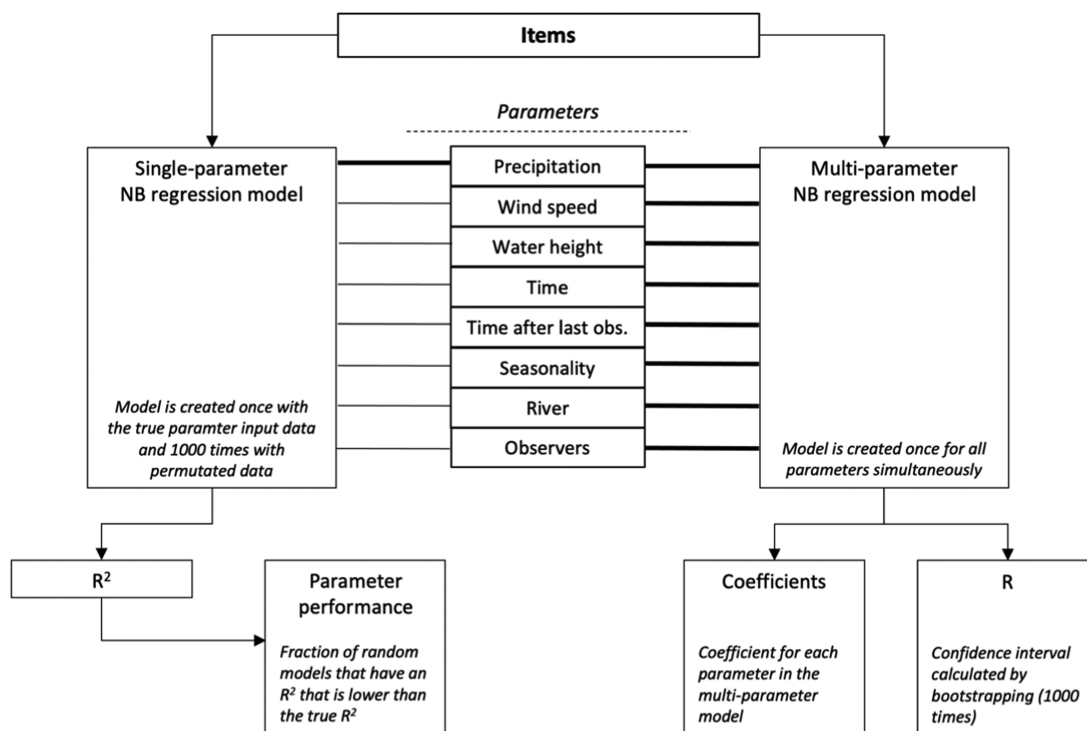 Items
Parameters
Single-parameter
NB regression model
Model is created once with
the true paramter input data
and 1000 times with
permutated data
Precipitation
Wind speed
Water height
Time
Time after last obs.
Seasonality
River
Observers
Multi-parameter
NB regression model
Model is created once for all
parameters simultaneously
R²
Parameter
performance
Fraction of random
models that have an
R² that is lower than
the true R²
Coefficients
Coefficient for each
parameter in the
multi-parameter
model
R
Confidence interval
calculated by
bootstrapping (1000
times)